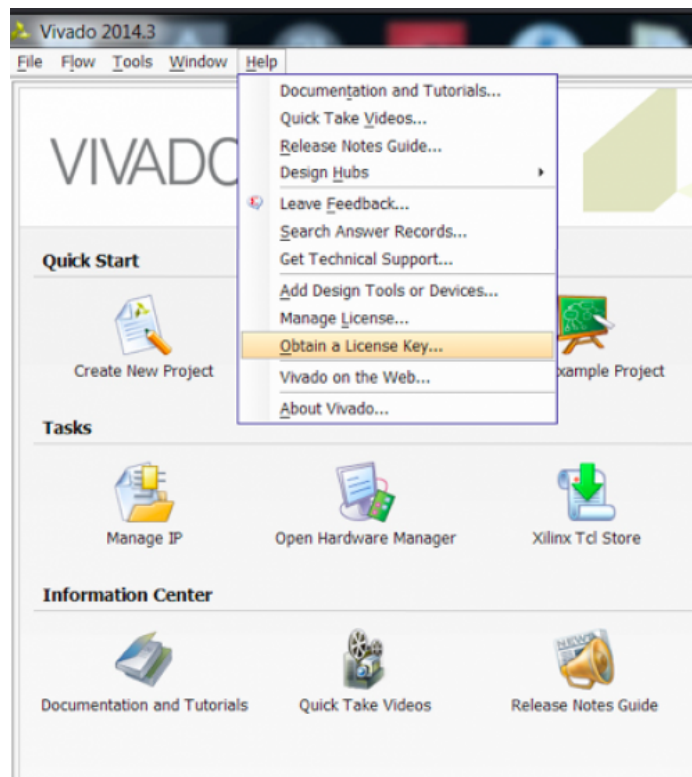 Vivado 2014.3
File Flow Tools Window Help
Documentation and Tutorials...
Quick Take Videos...
Release Notes Guide...
Design Hubs
Leave Feedback...
Search Answer Records...
Get Technical Support...
Add Design Tools or Devices...
Manage License...
Obtain a License Key...
Vivado on the Web...
About Vivado...
VIVADO
Quick Start
Create New Project
xample Project
Tasks
Manage IP
Open Hardware Manager
Xilinx Tcl Store
Information Center
NEWS
Documentation and Tutorials
Quick Take Videos
Release Notes Guide